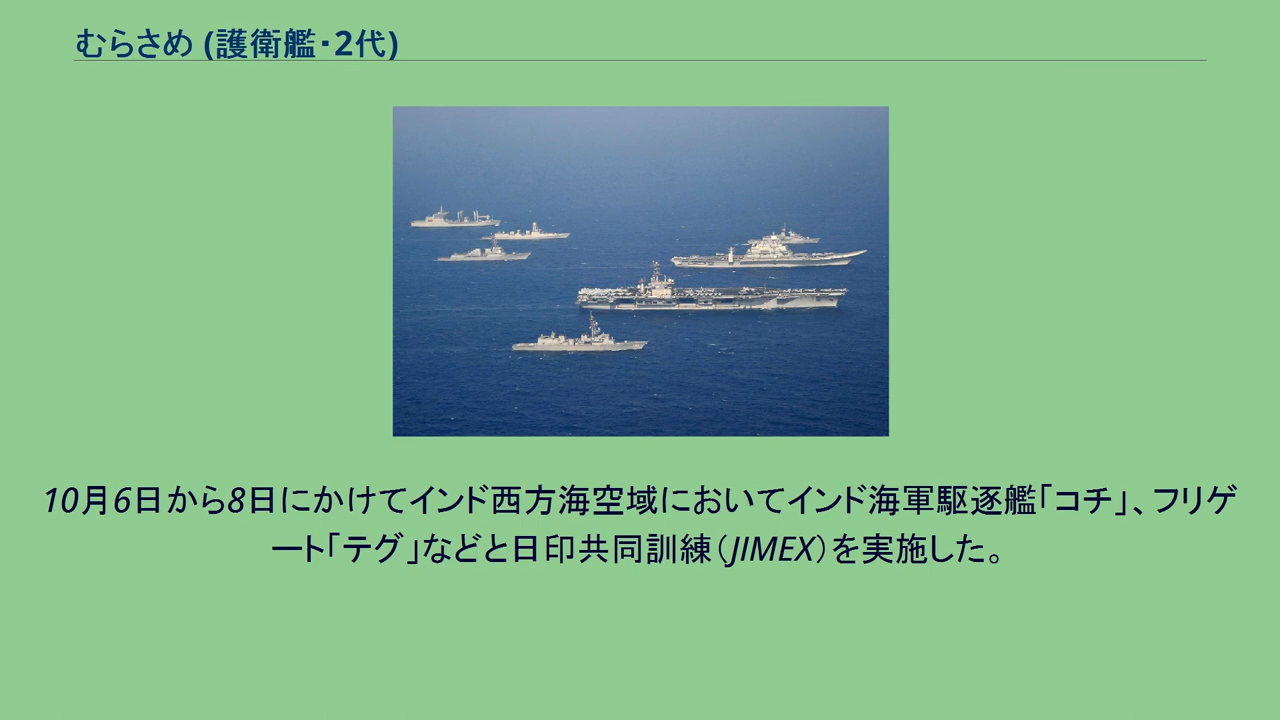 むらさめ (護衛艦・2代)
10月6日から8日にかけてインド西方海空域においてインド海軍駆逐艦「コチ」、フリゲ
ート「テグ」などと日印共同訓練（JIMEX）を実施した。